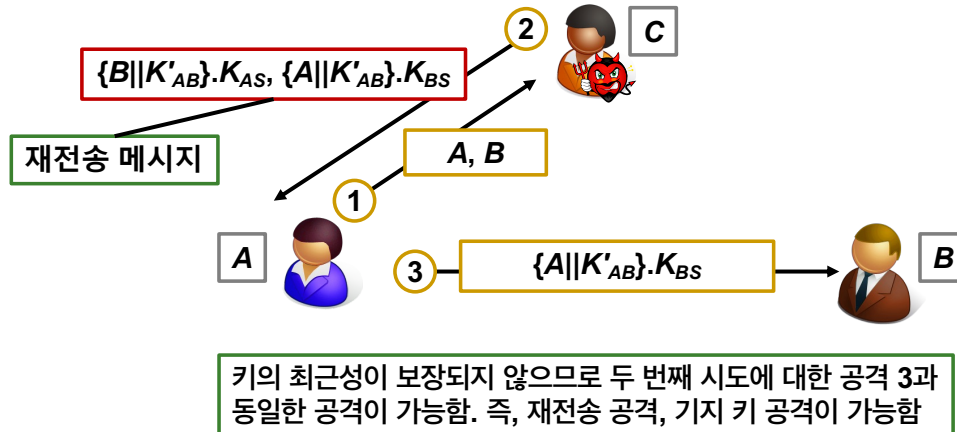 ② C
{B||K'AB}.KAS, {A||K'AB}.KBS
재전송 메시지
A, B
①
A
③ {A||K'AB}.KBS
B
키의 최근성이 보장되지 않으므로 두 번째 시도에 대한 공격 3과
동일한 공격이 가능함. 즉, 재전송 공격, 기지 키 공격이 가능함